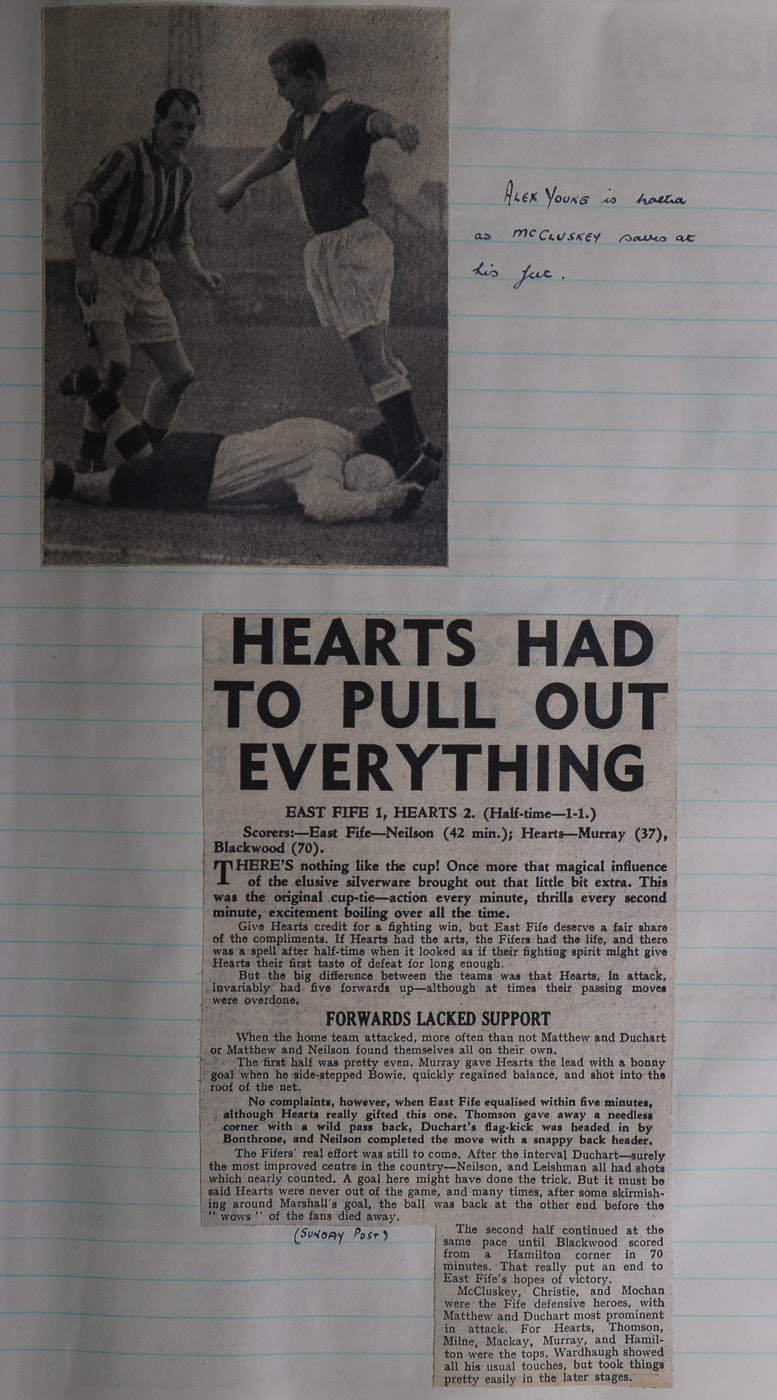 ALEX YOUNG is
as McCLUSKEY saves at
his feet.
HEARTS HAD
TO PULL OUT
EVERYTHING
EAST FIFE 1, HEARTS 2. (Half-time—1-1.)
Scorers:—East Fife—Neilson (42 min.); Hearts—Murray (37),
Blackwood (70).
THERE'S nothing like the cup! Once more that magical influence
of the elusive silverware brought out that little bit extra. This
was the original cup-tie—action every minute, thrills every second
minute, excitement boiling over all the time.
Give Hearts credit for a fighting win, but East Fife deserve a fair share
of the compliments. If Hearts had the arts, the Fifers had the life, and there
was a spell after half-time when it looked as if their fighting spirit might give
Hearts their first taste of defeat for long enough.
But the big difference between the teams was that Hearts, in attack,
invariably had five forwards up—although at times their passing moves
were overdone.
FORWARDS LACKED SUPPORT
When the home team attacked, more often than not Matthew and Duchart
or Matthew and Neilson found themselves all on their own.
The first half was pretty even. Murray gave Hearts the lead with a bonny
goal when he side-stepped Bowie, quickly regained balance, and shot into the
roof of the net.
No complaints, however, when East Fife equalised within five minutes,
although Hearts really gifted this one. Thomson gave away a needless
corner with a wild pass back, Duchart's flag-kick was headed in by
Bonthrone, and Neilson completed the move with a snappy back header.
The Fifers' real effort was still to come. After the interval Duchart—surely
the most improved centre in the country—Neilson, and Leishman all had shots
which nearly counted. A goal here might have done the trick. But it must be
said Hearts were never out of the game, and many times, after some skirmish-
ing around Marshall's goal, the ball was back at the other end before the
" wows " of the fans died away.
(SUNDAY POST)
The second half continued at the
same pace until Blackwood scored
from a Hamilton corner in 70
minutes. That really put an end to
East Fife's hopes of victory.
McCluskey, Christie, and Mochan
were the Fife defensive heroes, with
Matthew and Duchart most prominent
in attack. For Hearts, Thomson,
Milne, Mackay, Murray, and Hamil-
ton were the tops. Wardhaugh showed
all his usual touches, but took things
pretty easily in the later stages.